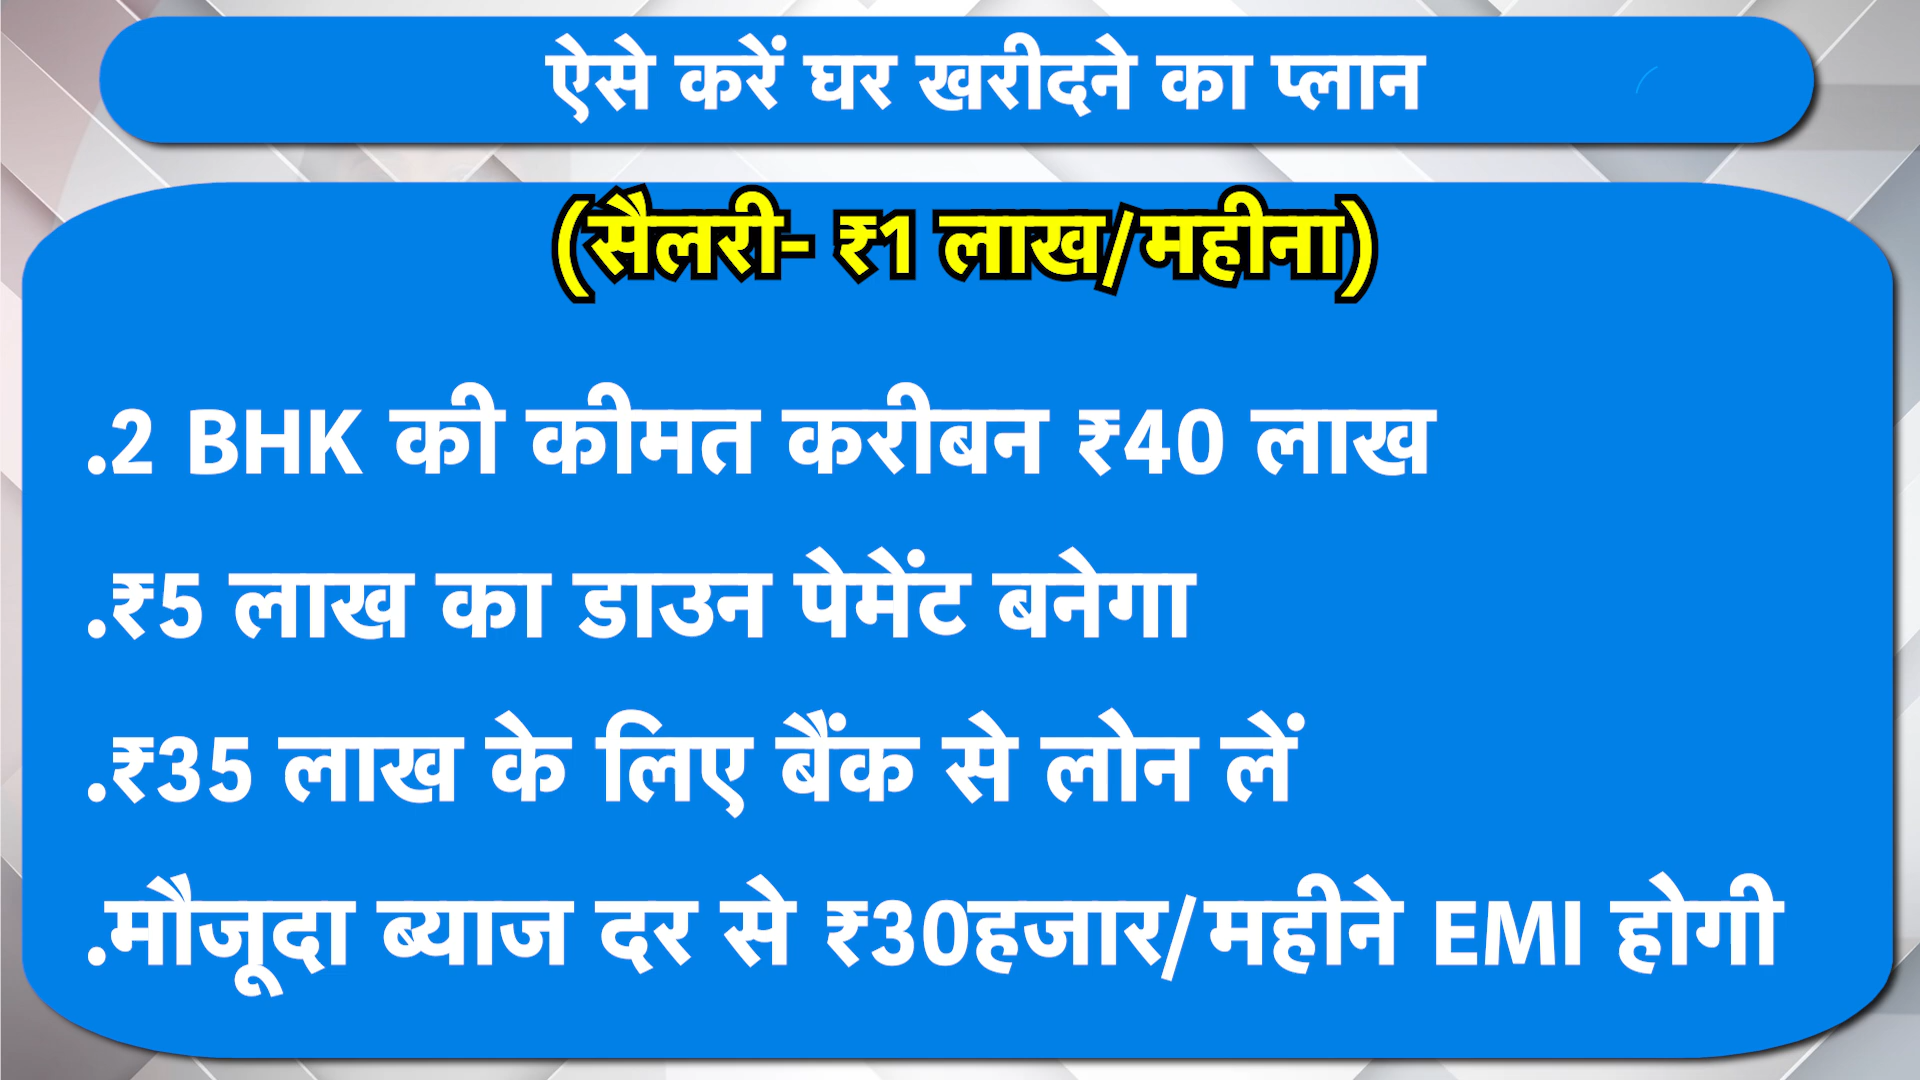 ऐसे करें घर खरीदने का प्लान
(सैलरी- ₹1 लाख/महीना)
.2 BHK की कीमत करीबन ₹40 लाख
.₹5 लाख का डाउन पेमेंट बनेगा
.₹35 लाख के लिए बैंक से लोन लें
.मौजूदा ब्याज दर से ₹30हजार/महीने EMI होगी